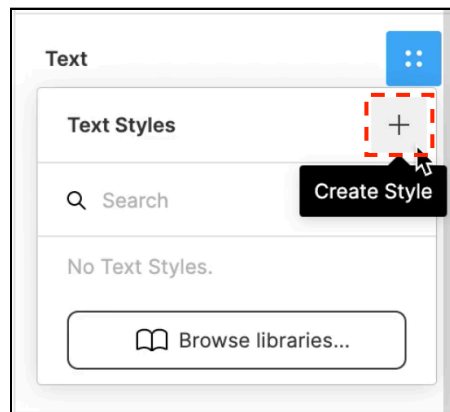 Text
Text Styles
Create Style
Search
No Text Styles.
Browse libraries...